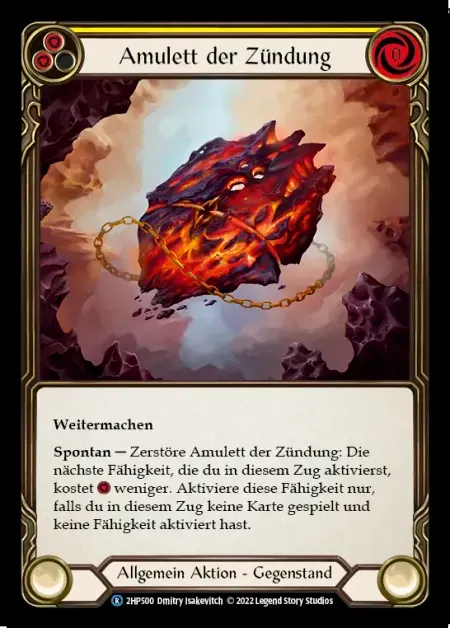 Amulett der Zündung
0
Weitermachen
Spontan — Zerstöre Amulett der Zündung: Die
nächste Fähigkeit, die du in diesem Zug aktivierst,
kostet weniger. Aktiviere diese Fähigkeit nur,
falls du in diesem Zug keine Karte gespielt und
keine Fähigkeit aktiviert hast.
Allgemein Aktion - Gegenstand
R 2HP500 Dmitry Isakevitch © 2022 Legend Story Studios